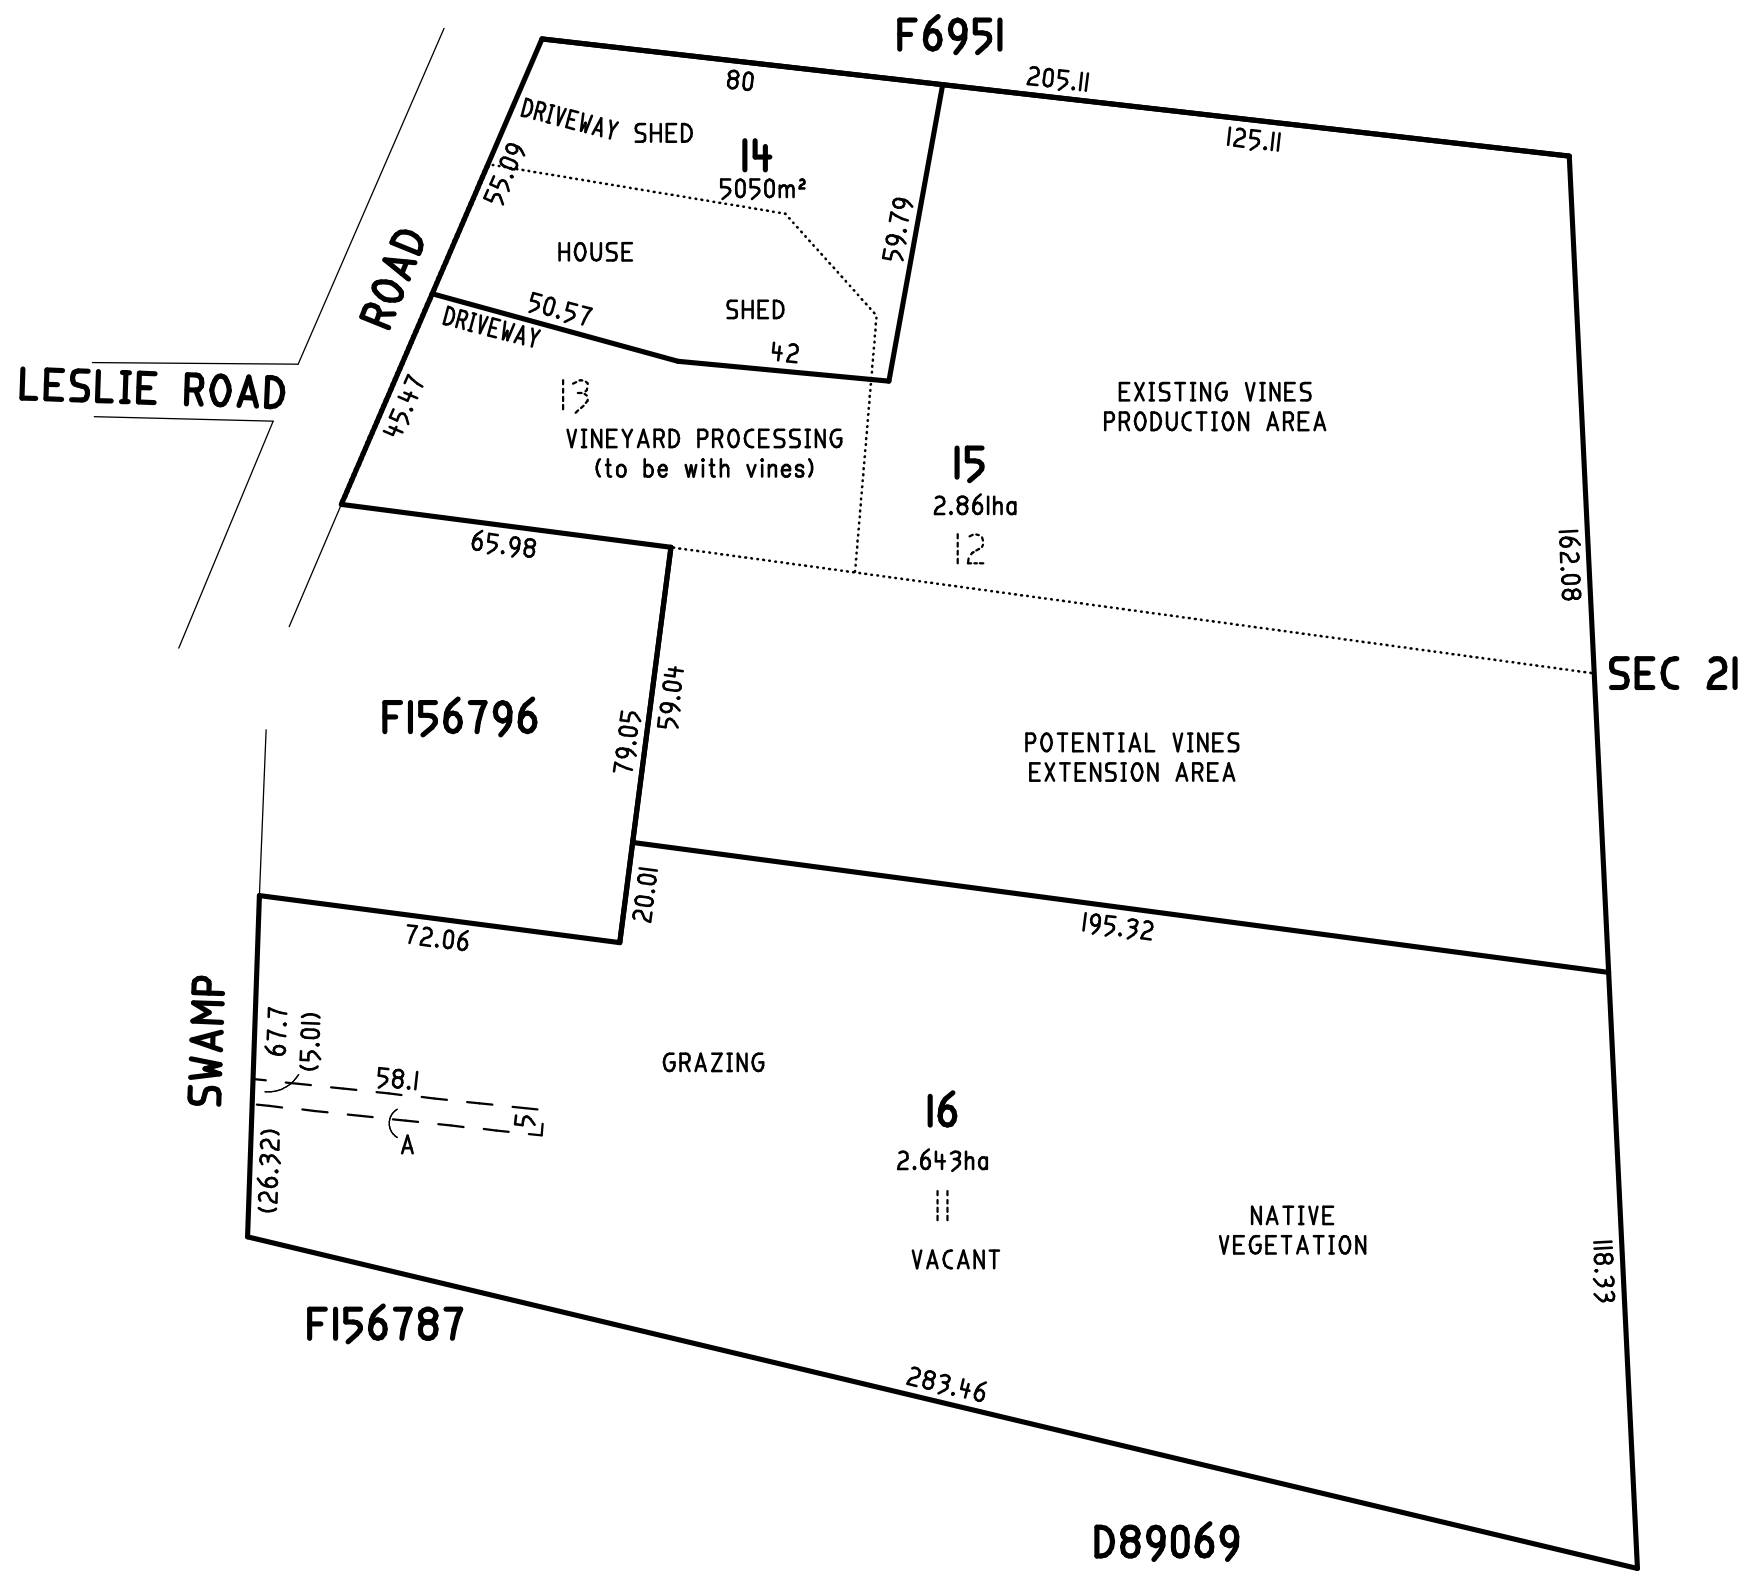 F6951
80
205.11
125.11
DRIVEWAY SHED
14
5050m²
55.09
59.79
ROAD
HOUSE
SHED
50.57
DRIVEWAY
42
LESLIE ROAD
45.47
13
VINEYARD PROCESSING
(to be with vines)
EXISTING VINES
PRODUCTION AREA
15
2.861ha
12
65.98
162.08
SEC 21
F156796
79.05
59.04
POTENTIAL VINES
EXTENSION AREA
20.01
195.32
72.06
SWAMP
67.7
(5.01)
58.1
5
A
(26.32)
GRAZING
16
2.643ha
11
VACANT
NATIVE
VEGETATION
118.33
F156787
283.46
D89069